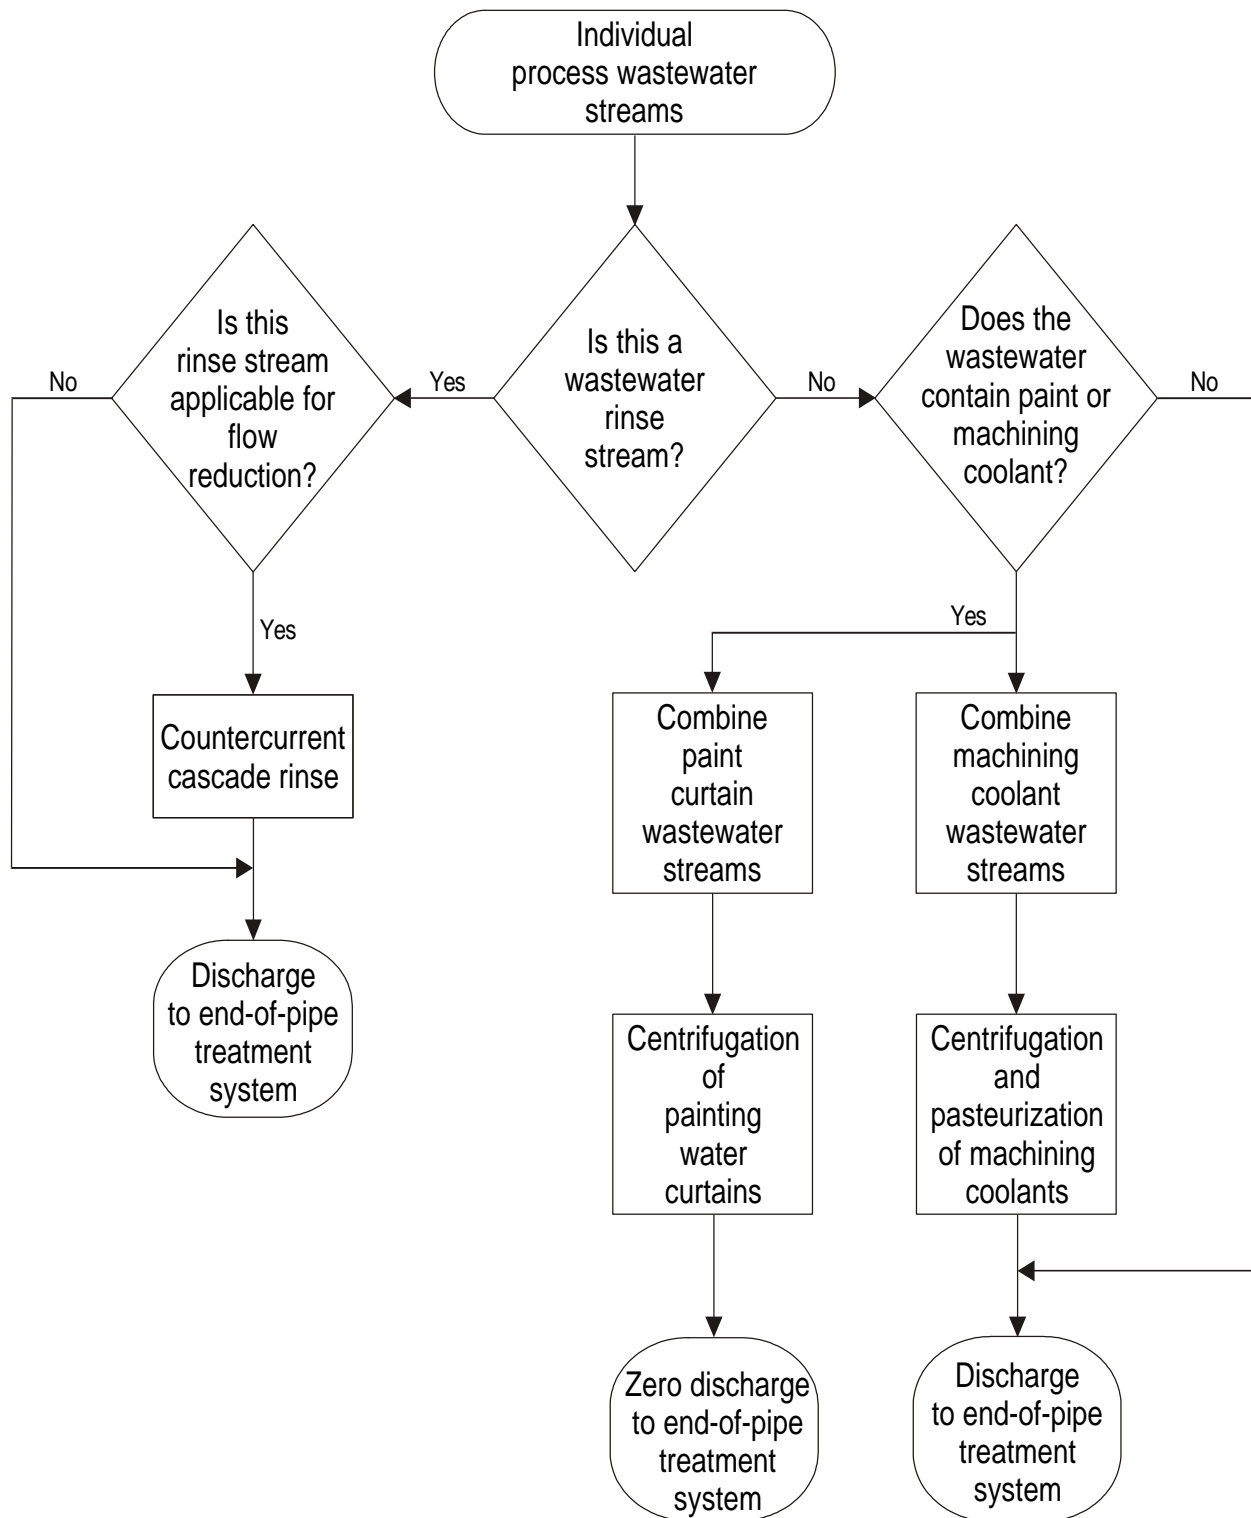 Individual
process wastewater
streams
Is this
rinse stream
applicable for
flow
reduction?
No
Yes
Is this a
wastewater
rinse
stream?
No
Does the
wastewater
contain paint or
machining
coolant?
No
Yes
Yes
Countercurrent
cascade rinse
Combine
paint
curtain
wastewater
streams
Combine
machining
coolant
wastewater
streams
Discharge
to end-of-pipe
treatment
system
Centrifugation
of
painting
water
curtains
Centrifugation
and
pasteurization
of machining
coolants
Zero discharge
to end-of-pipe
treatment
system
Discharge
to end-of-pipe
treatment
system